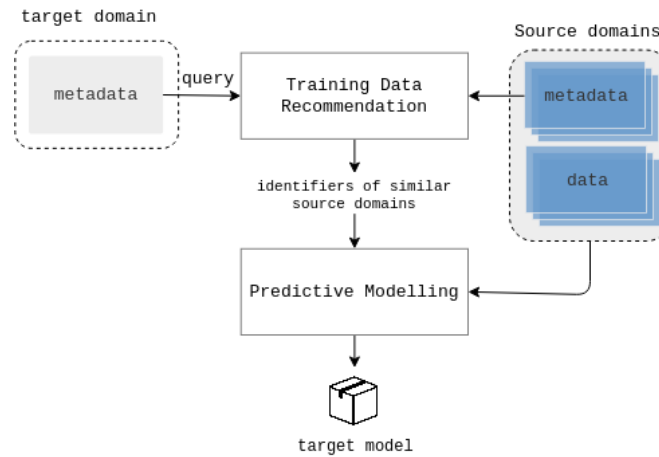 target domain
Source domains
metadata
query
Training Data
Recommendation
metadata
data
identifiers of similar
source domains
Predictive Modelling
target model